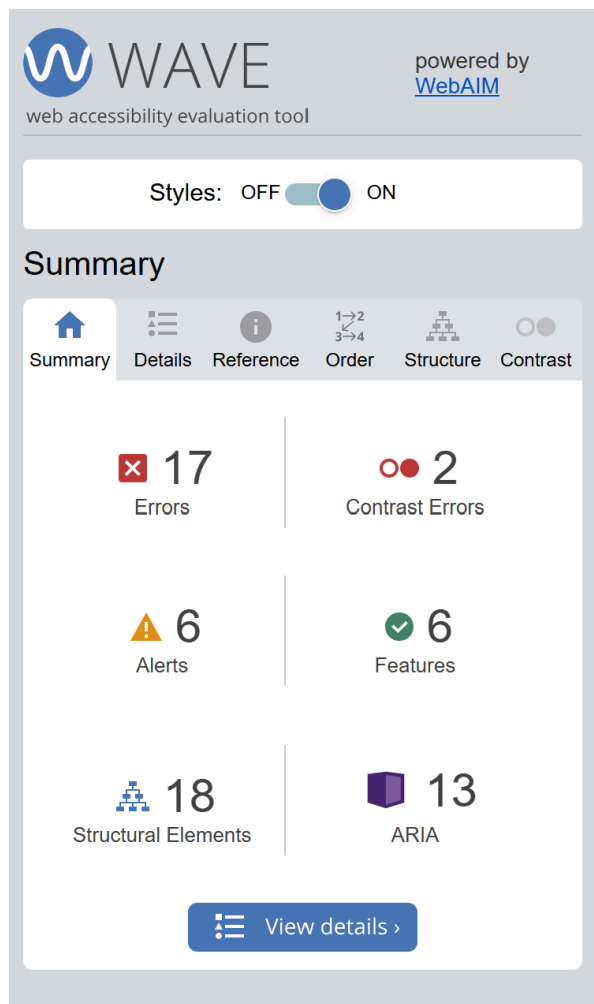 WAVE
powered by
WebAIM
web accessibility evaluation tool
Styles: OFF ON
Summary
1→2
3→4
Summary Details Reference Order Structure Contrast
17 2
Errors Contrast Errors
6 6
Alerts Features
18 13
Structural Elements ARIA
View details ›